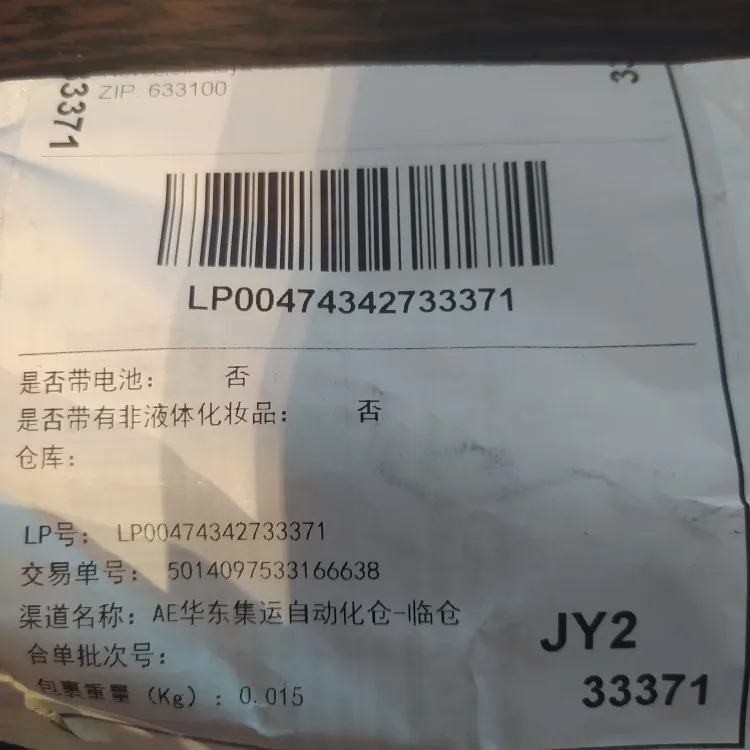 33371
33
ZIP: 633100
LP00474342733371
是否带电池： 否
是否带有非液体化妆品： 否
仓库：
LP号： LP00474342733371
交易单号： 5014097533166638
渠道名称： AE华东集运自动化仓-临仓
合单批次号：
包裹重量（Kg）：0.015
JY2
33371